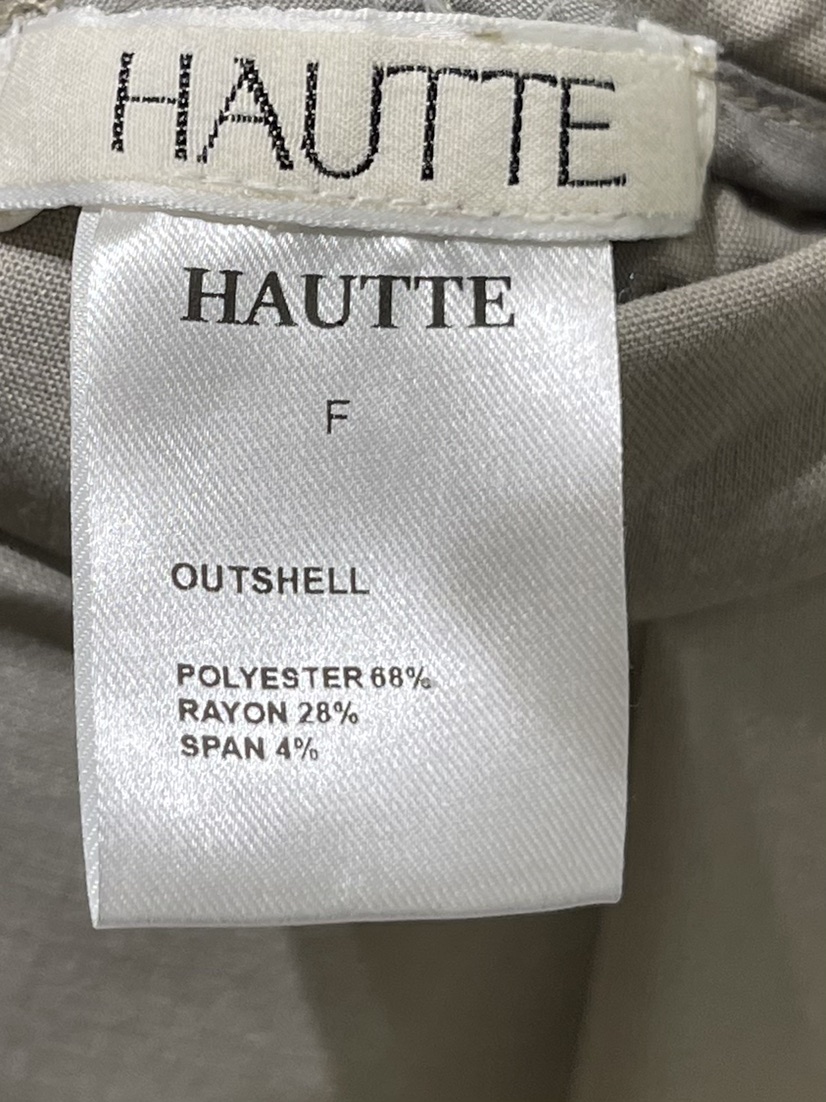 HAUTTE
HAUTTE
F
OUTSHELL
POLYESTER 68%
RAYON 28%
SPAN 4%